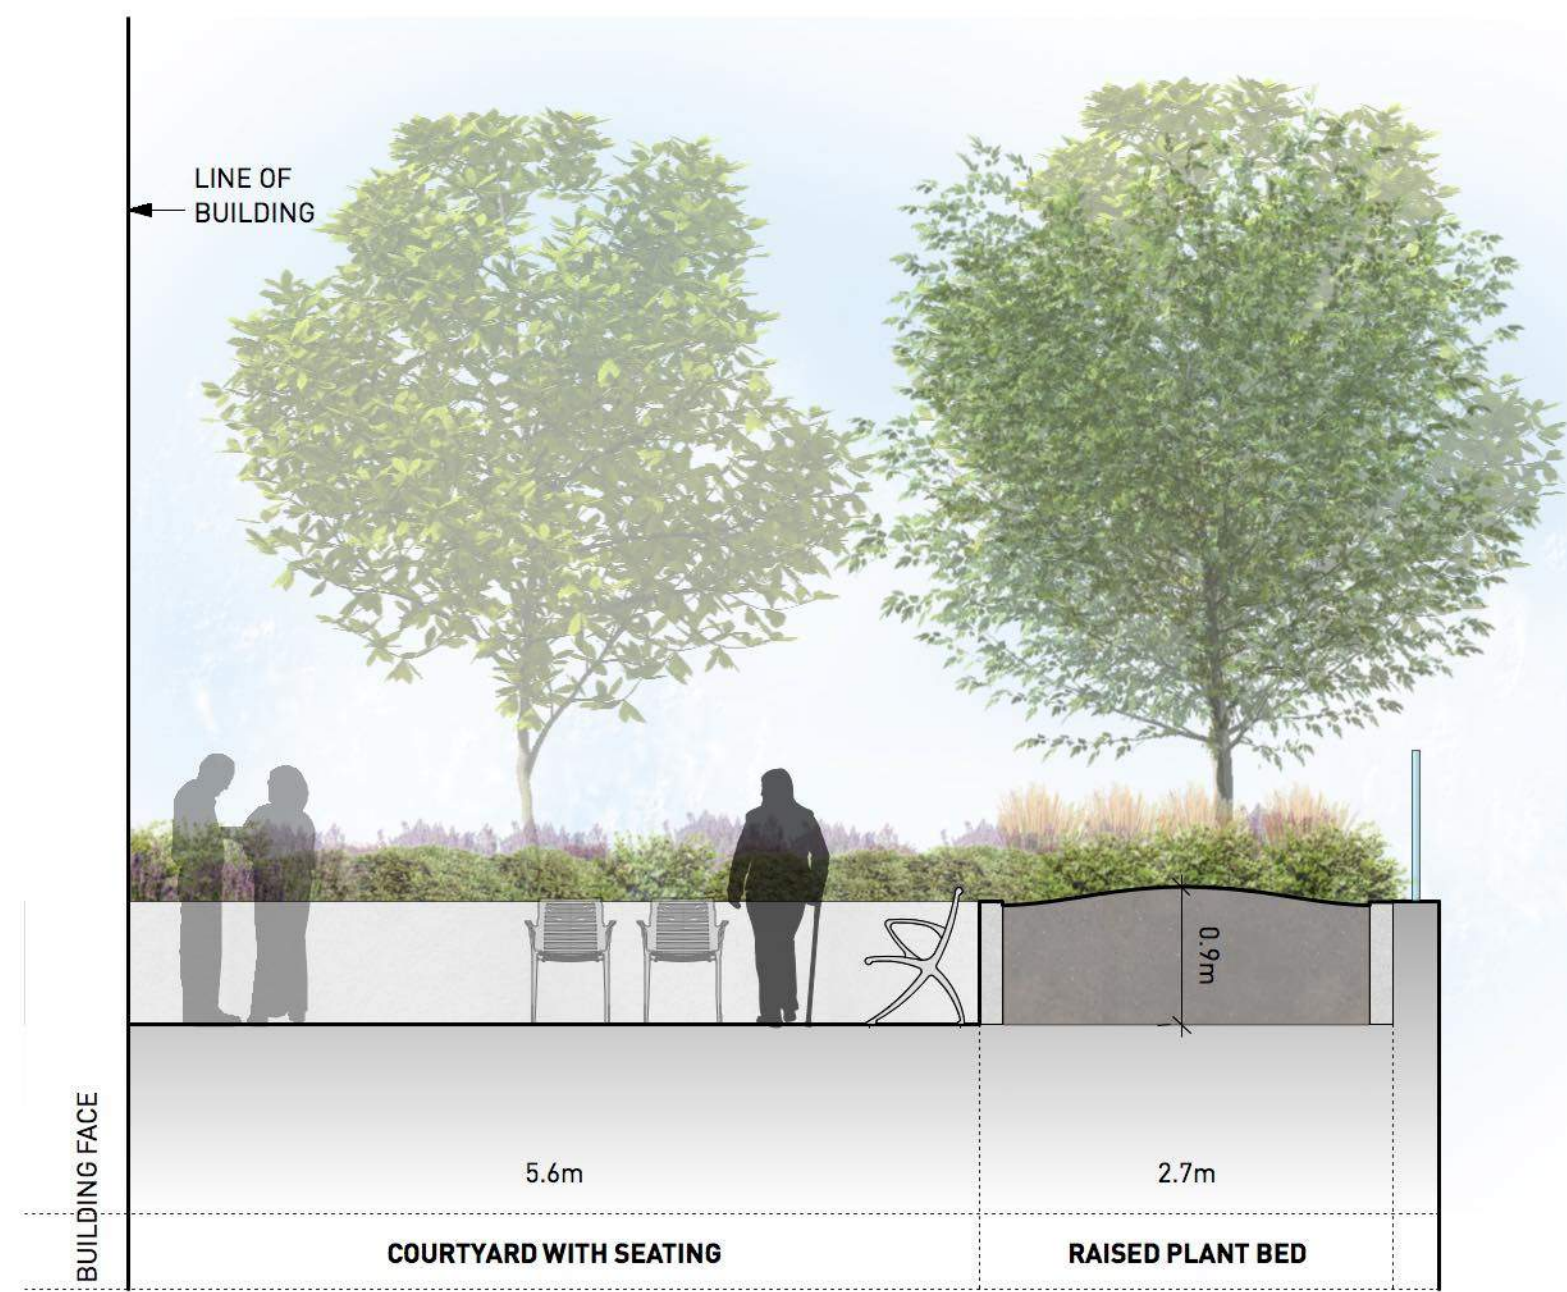 LINE OF
BUILDING
0.9m
5.6m
2.7m
BUILDING FACE
COURTYARD WITH SEATING
RAISED PLANT BED